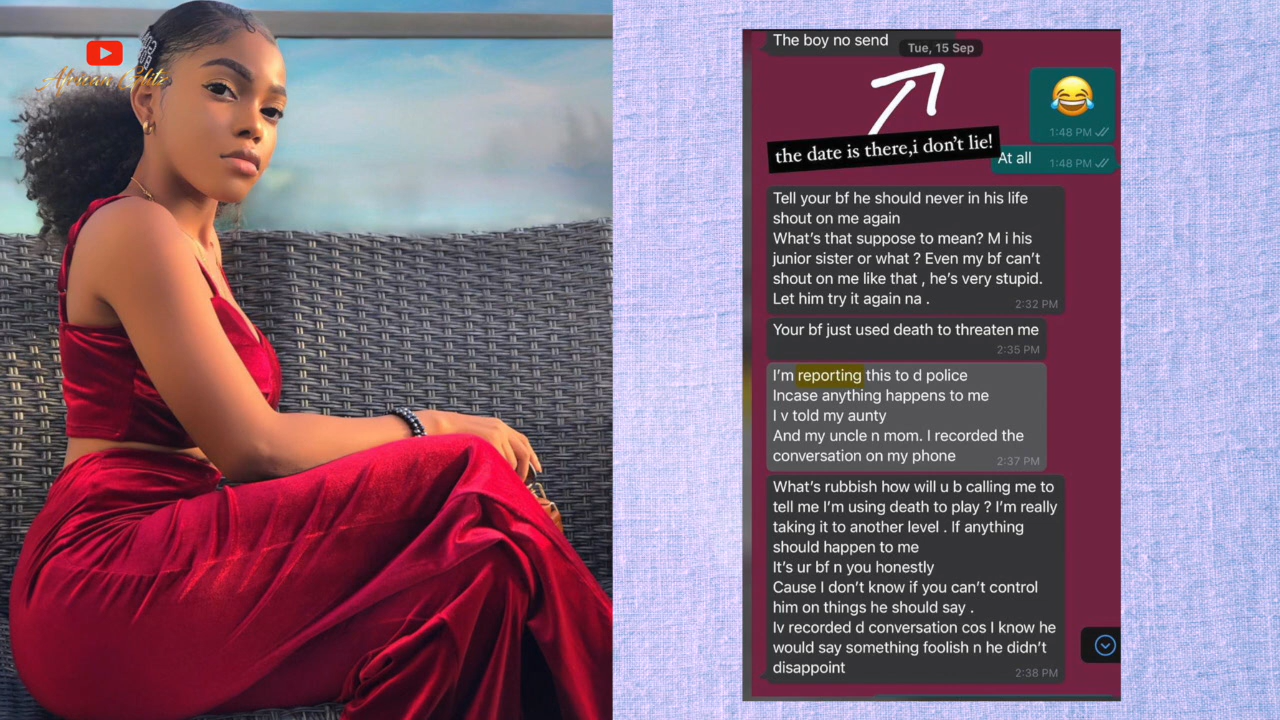 African Celeb
The boy no send
Tue, 15 Sep
1:48 PM
the date is there,i don't lie!
At all
1:48 PM
Tell your bf he should never in his life
shout on me again
What's that suppose to mean? M i his
junior sister or what ? Even my bf can't
shout on me like that , he's very stupid.
Let him try it again na .
2:32 PM
Your bf just used death to threaten me
2:35 PM
I'm reporting this to d police
Incase anything happens to me
I v told my aunty
And my uncle n mom. I recorded the
conversation on my phone
2:37 PM
What's rubbish how will u b calling me to
tell me I'm using death to play ? I'm really
taking it to another level . If anything
should happen to me
It's ur bf n you honestly
Cause I don't know if you can't control
him on things he should say .
Iv recorded d conversation cos I know he
would say something foolish n he didn't
disappoint
2:38 PM